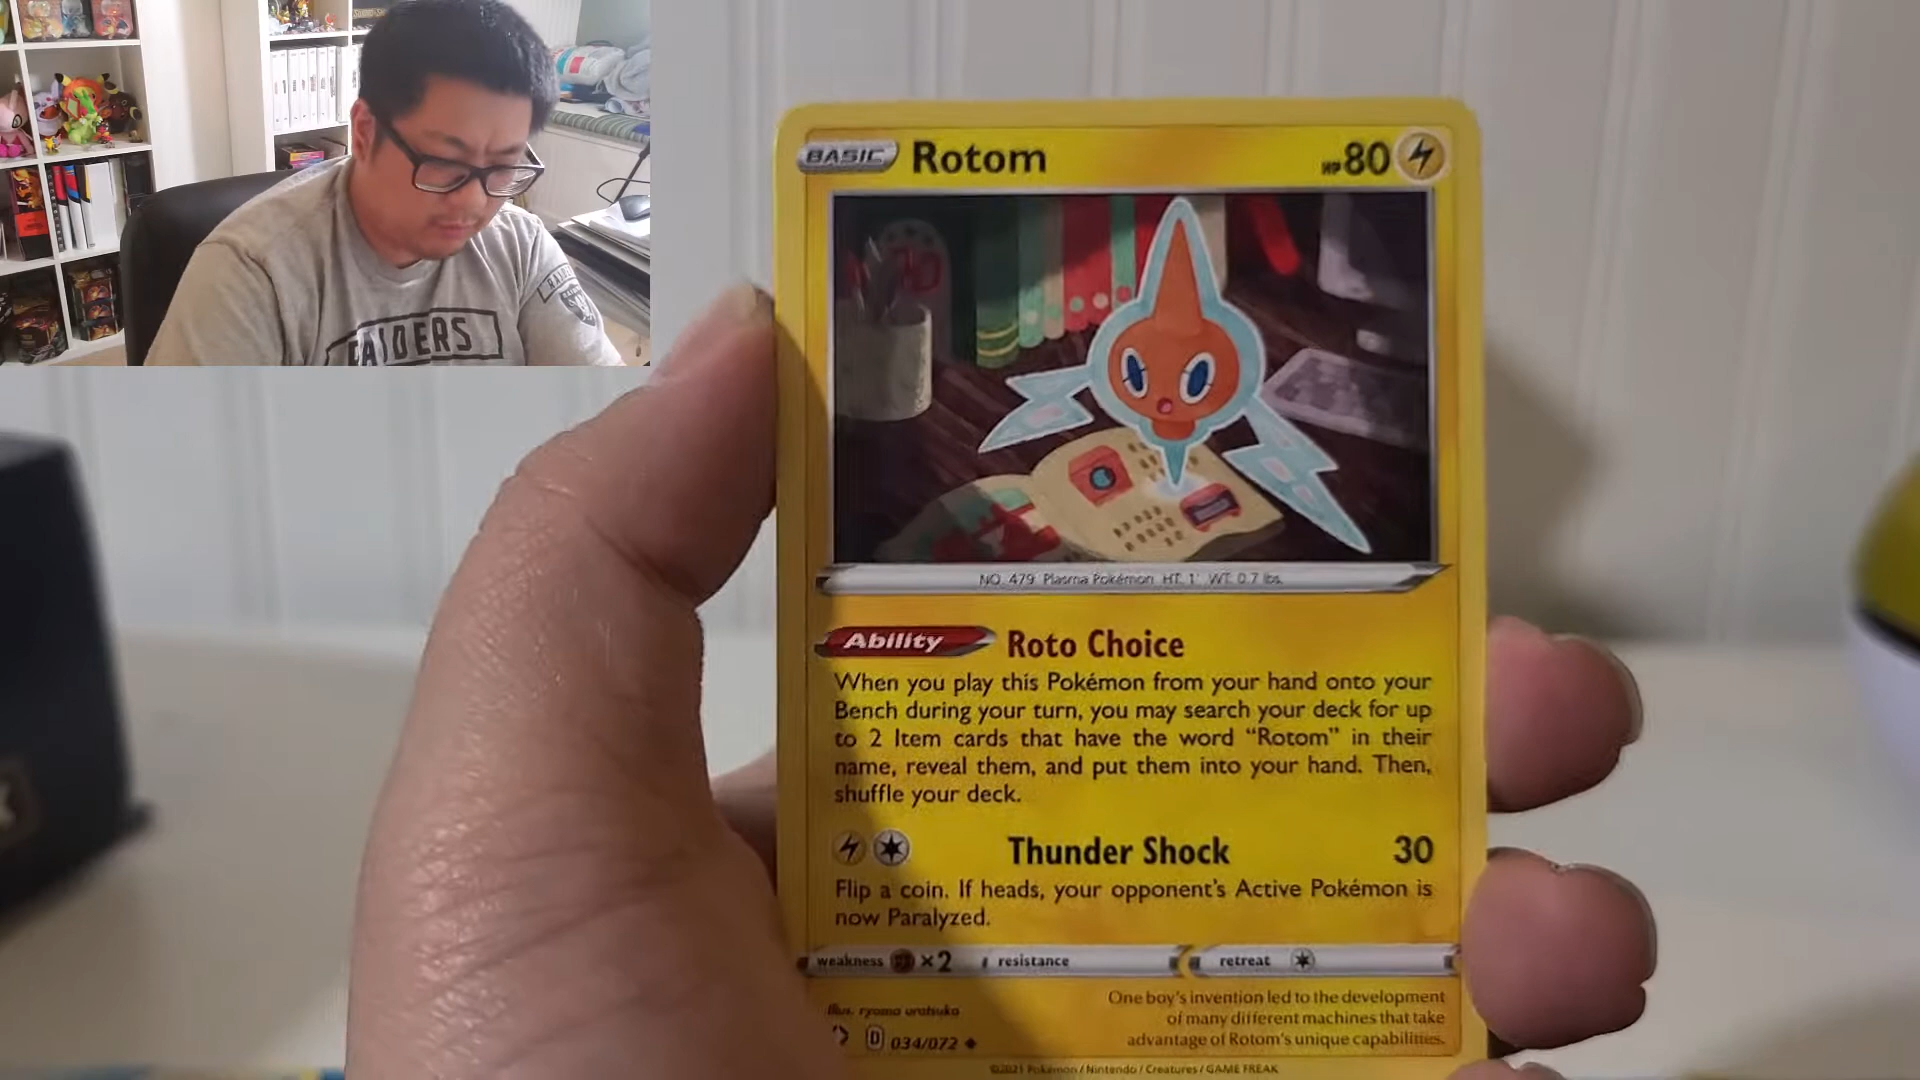 RAIDERS
RAIDERS
BASIC Rotom HP 80
NO. 479 Plasma Pokémon HT: 1' WT: 0.7 lbs.
Ability Roto Choice
When you play this Pokémon from your hand onto your
Bench during your turn, you may search your deck for up
to 2 Item cards that have the word “Rotom” in their
name, reveal them, and put them into your hand. Then,
shuffle your deck.
Thunder Shock 30
Flip a coin. If heads, your opponent's Active Pokémon is
now Paralyzed.
weakness ×2 resistance retreat
Illus. ryoma uratsuka
One boy's invention led to the development
of many different machines that take
advantage of Rotom's unique capabilities.
D 034/072
©2021 Pokémon / Nintendo / Creatures / GAME FREAK